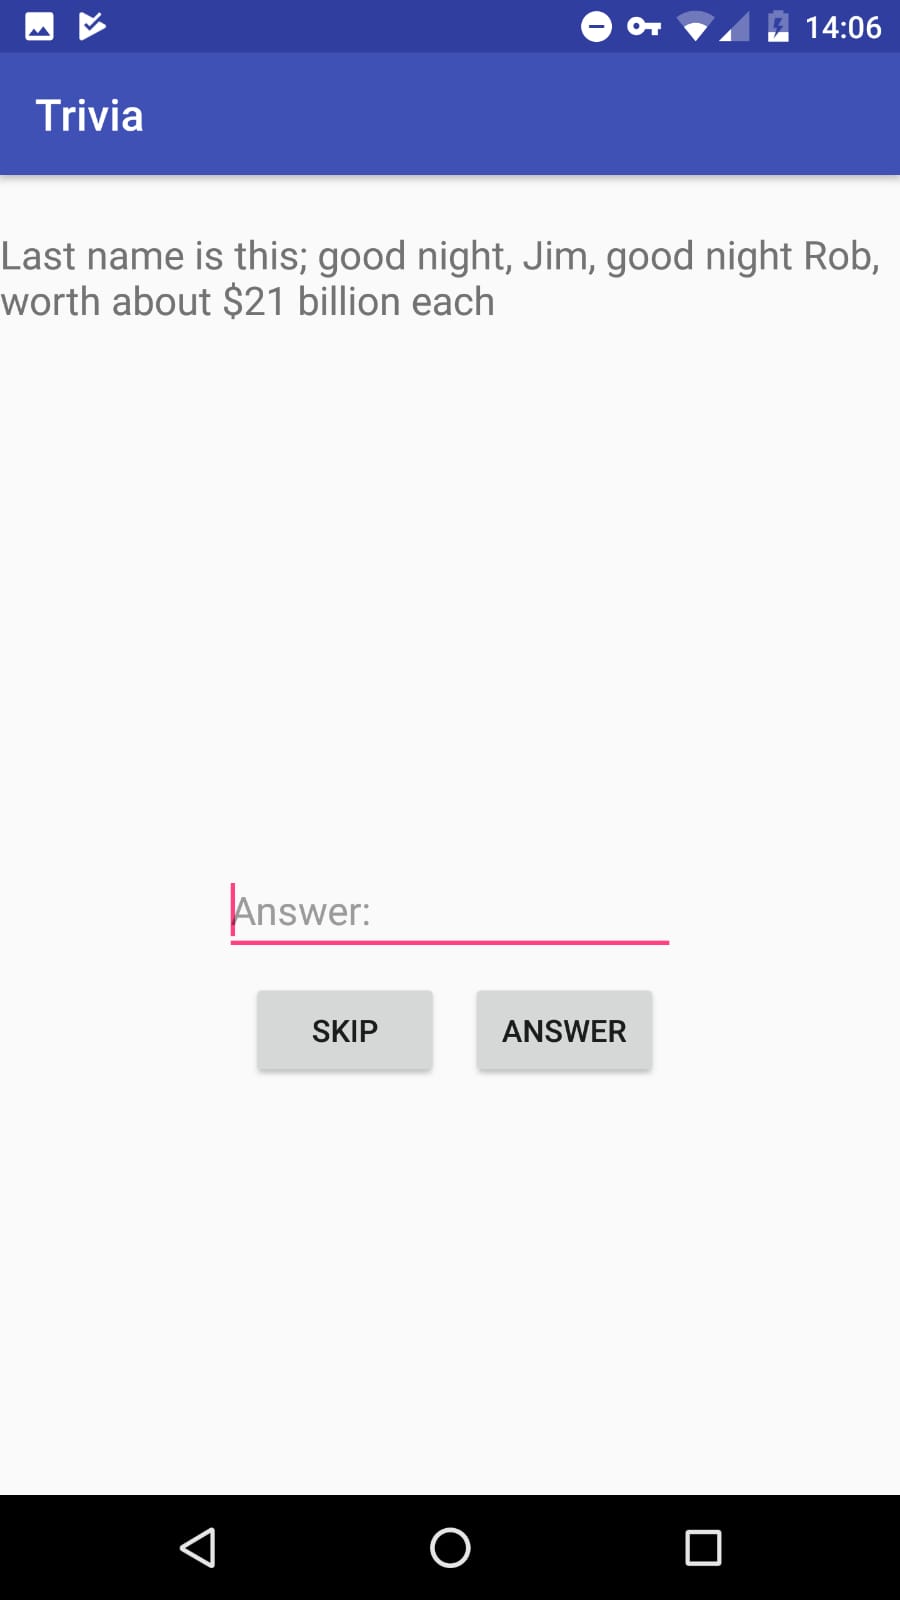 14:06
Trivia
Last name is this; good night, Jim, good night Rob,
worth about $21 billion each
Answer:
SKIP ANSWER